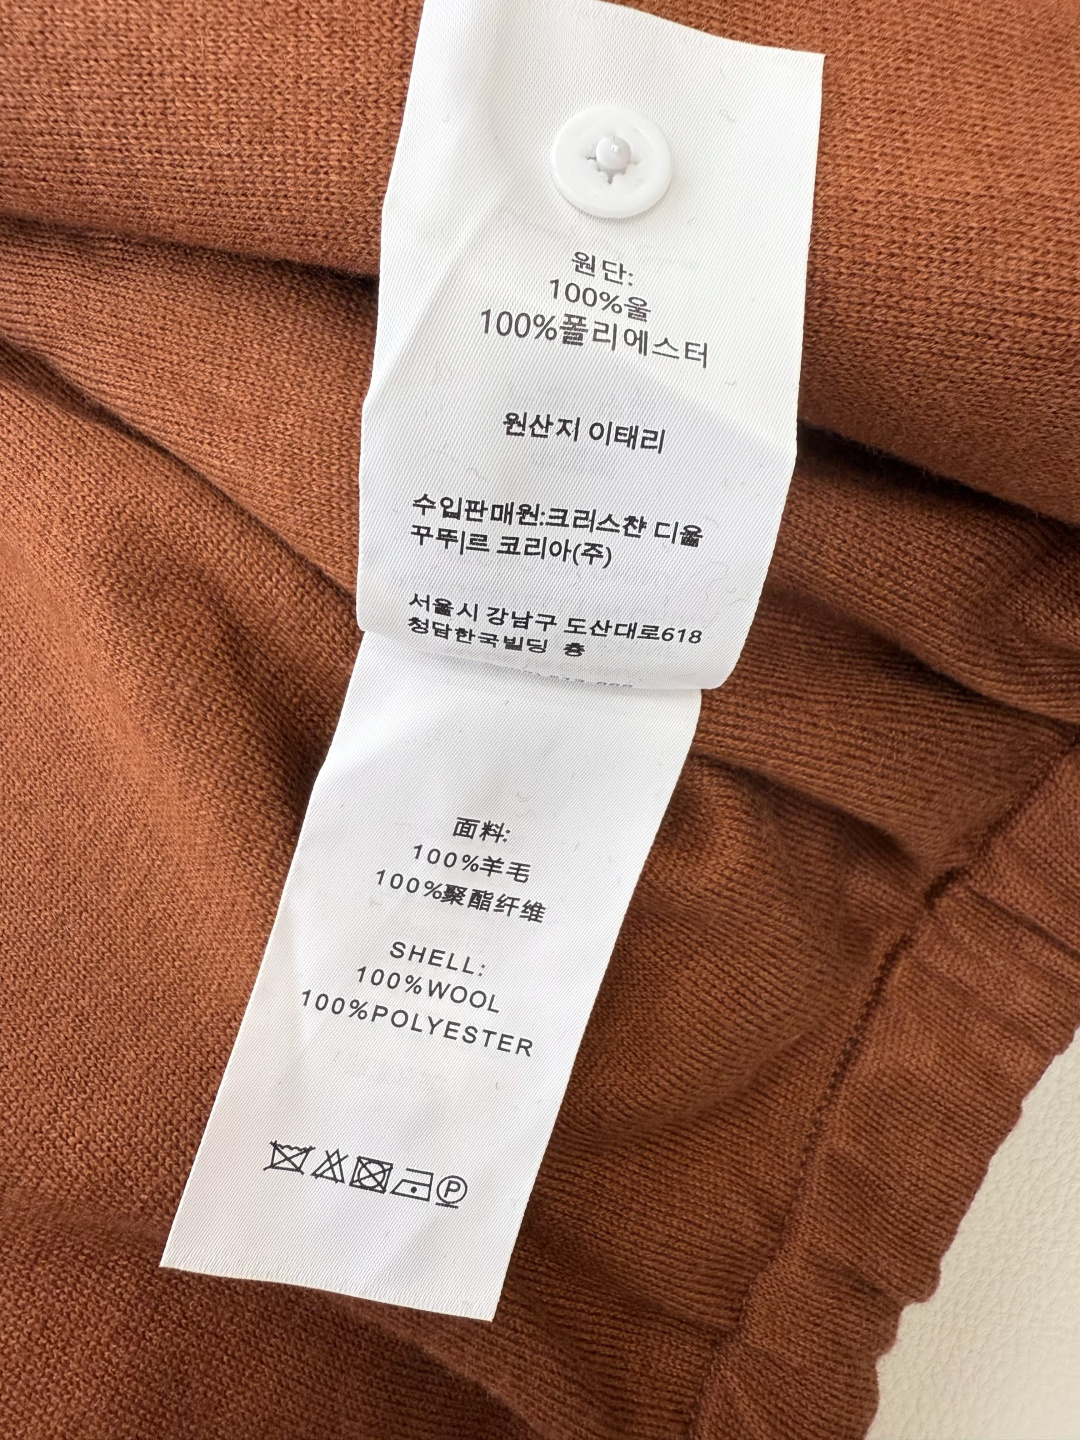 원단:
100%울
100%폴리에스터
원산지 이태리
수입판매원:크리스챤 디올
꾸뚜|르 코리아(주)
서울시 강남구 도산대로618
청담한국빌딩 층
面料:
100%羊毛
100%聚酯纤维
SHELL:
100%WOOL
100%POLYESTER
P